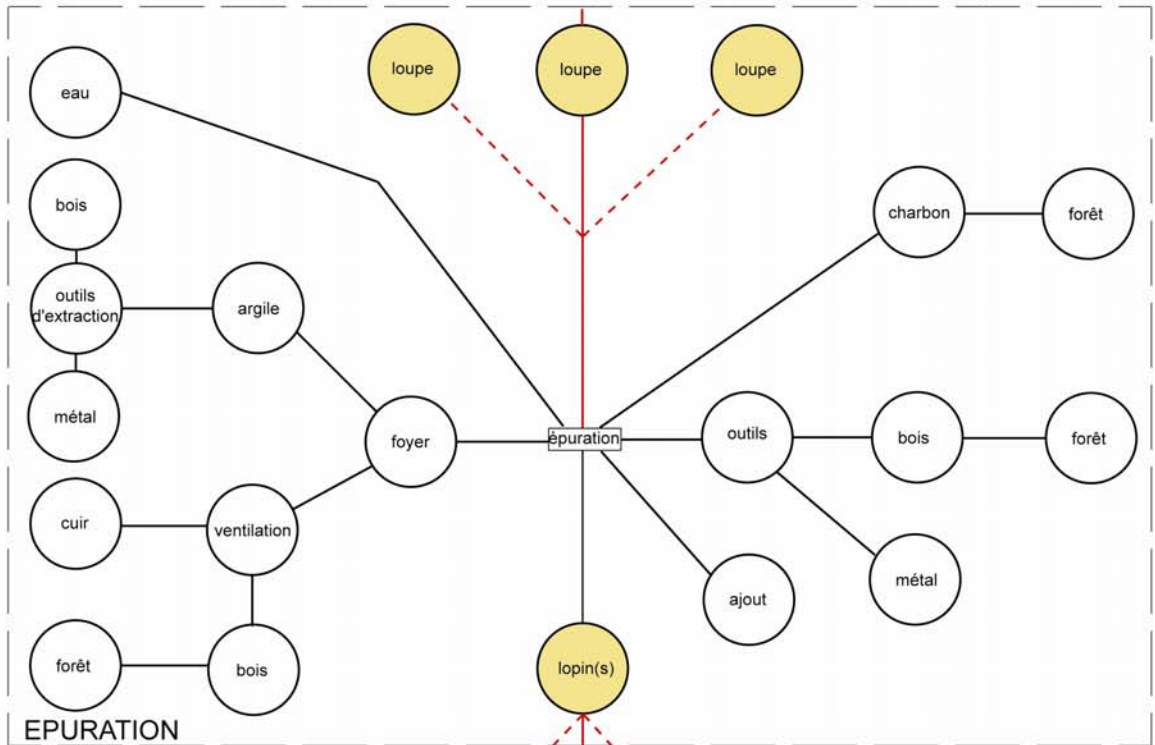 loupe
loupe
loupe
eau
bois
charbon
forêt
outils
d'extraction
argile
métal
foyer
épuration
outils
bois
forêt
cuir
ventilation
métal
ajout
forêt
bois
lopin(s)
EPURATION